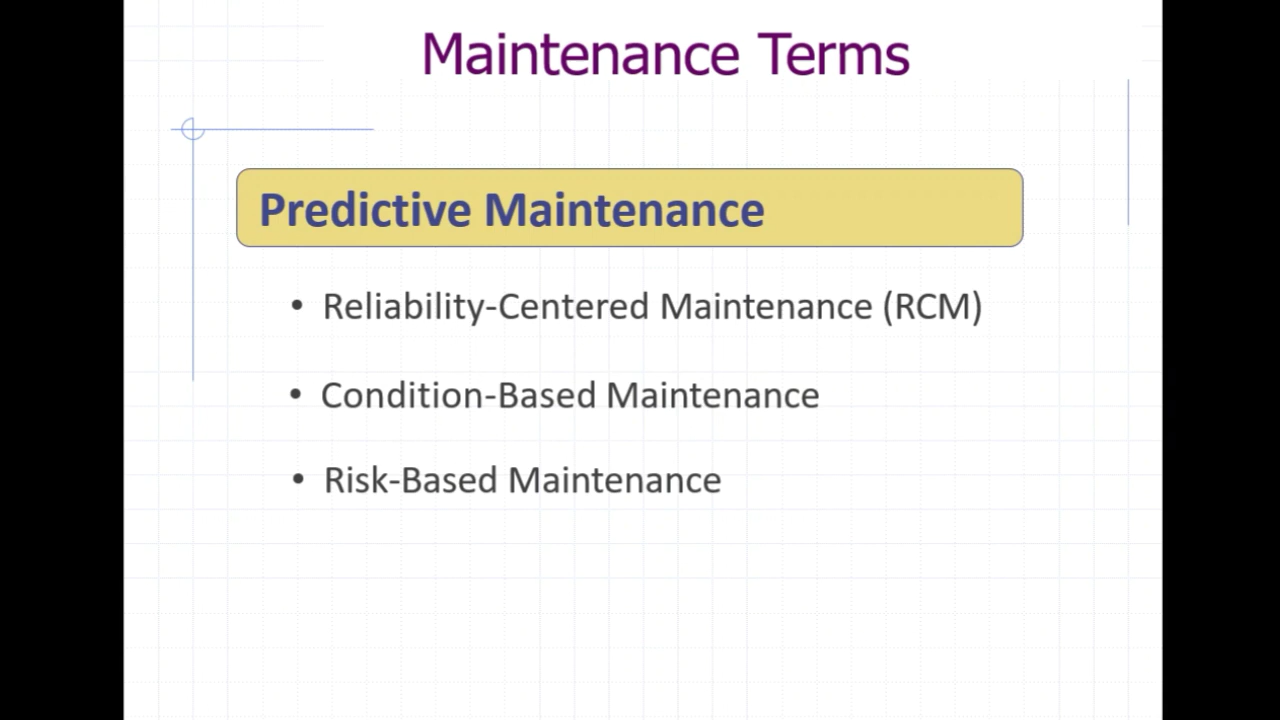 Maintenance Terms
Predictive Maintenance
• Reliability-Centered Maintenance (RCM)
• Condition-Based Maintenance
• Risk-Based Maintenance